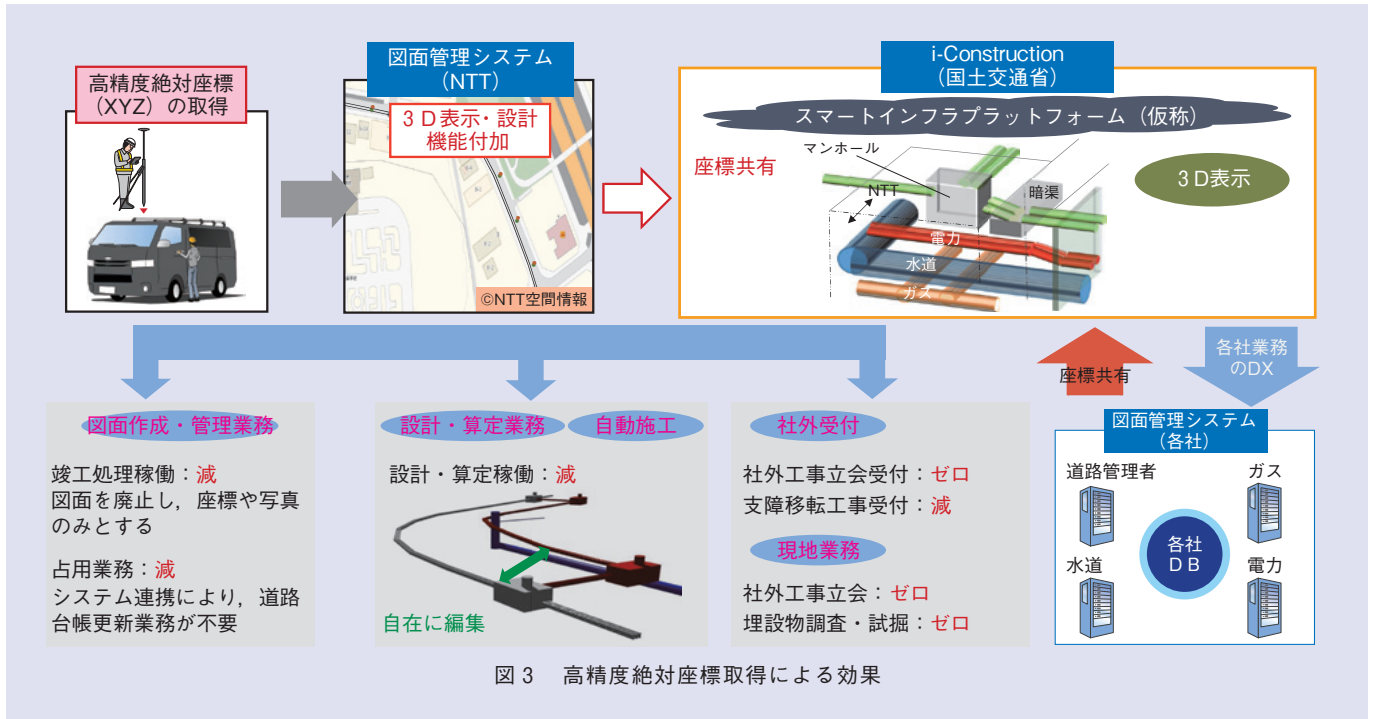 高精度絶対座標
（XYZ）の取得
図面管理システム
（NTT）
3D表示・設計
機能付加
©NTT空間情報
i-Construction
（国土交通省）
スマートインフラプラットフォーム（仮称）
座標共有
マンホール
NTT
暗渠
電力
水道
ガス
3D表示
座標共有
各社業務
のDX
図面作成・管理業務
竣工処理稼働：減
図面を廃止し，座標や写真
のみとする
占用業務：減
システム連携により，道路
台帳更新業務が不要
設計・算定業務
自動施工
設計・算定稼働：減
自在に編集
社外受付
社外工事立会受付：ゼロ
支障移転工事受付：減
現地業務
社外工事立会：ゼロ
埋設物調査・試掘：ゼロ
図面管理システム
（各社）
道路管理者
ガス
各社
DB
水道
電力
図3　高精度絶対座標取得による効果